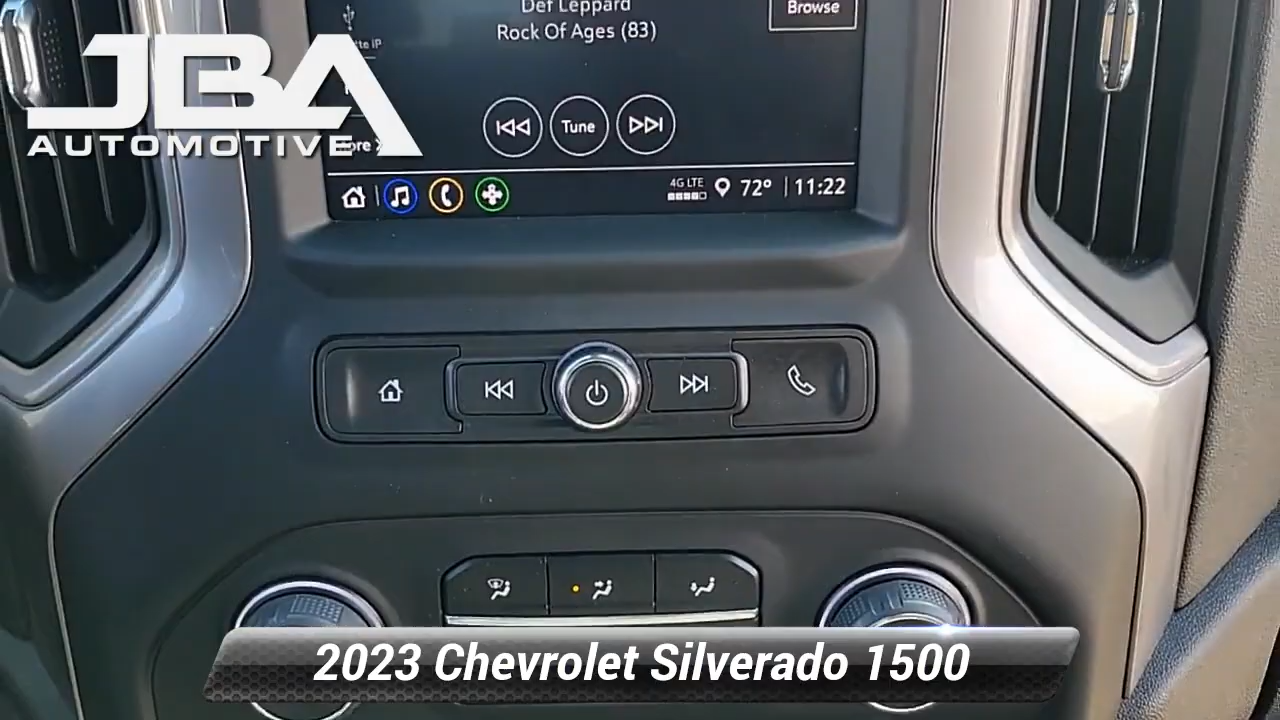 Def Leppard
Rock Of Ages (83)
Browse
JBA
AUTOMOTIVE
Tune
4G LTE
72°
11:22
2023 Chevrolet Silverado 1500